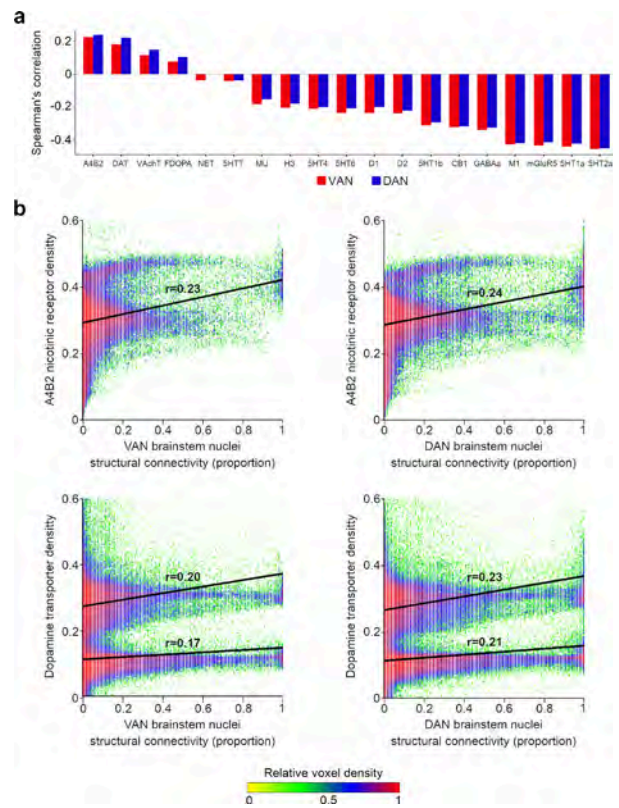 a
Spearman's correlation
0.2
0
-0.2
-0.4
A4B2 DAT VAchT FDOPA NET 5HTT MU H3 5HT4 5HT6 D1 D2 5HT1b CB1 GABAa M1 mGluR5 5HT1a 5HT2a
VAN DAN
b
A4B2 nicotinic receptor densitty
0.6
0.4
0.2
0
r=0.23
0 0.2 0.4 0.6 0.8 1
VAN brainstem nuclei
structural connectivity (proportion)
A4B2 nicotinic receptor densitty
0.6
0.4
0.2
0
r=0.24
0 0.2 0.4 0.6 0.8 1
DAN brainstem nuclei
structural connectivity (proportion)
Dopamine transporter densitty
0.6
0.4
0.2
0
r=0.20
r=0.17
0 0.2 0.4 0.6 0.8 1
VAN brainstem nuclei
structural connectivity (proportion)
Dopamine transporter densitty
0.6
0.4
0.2
0
r=0.23
r=0.21
0 0.2 0.4 0.6 0.8 1
DAN brainstem nuclei
structural connectivity (proportion)
Relative voxel density
0 0.5 1